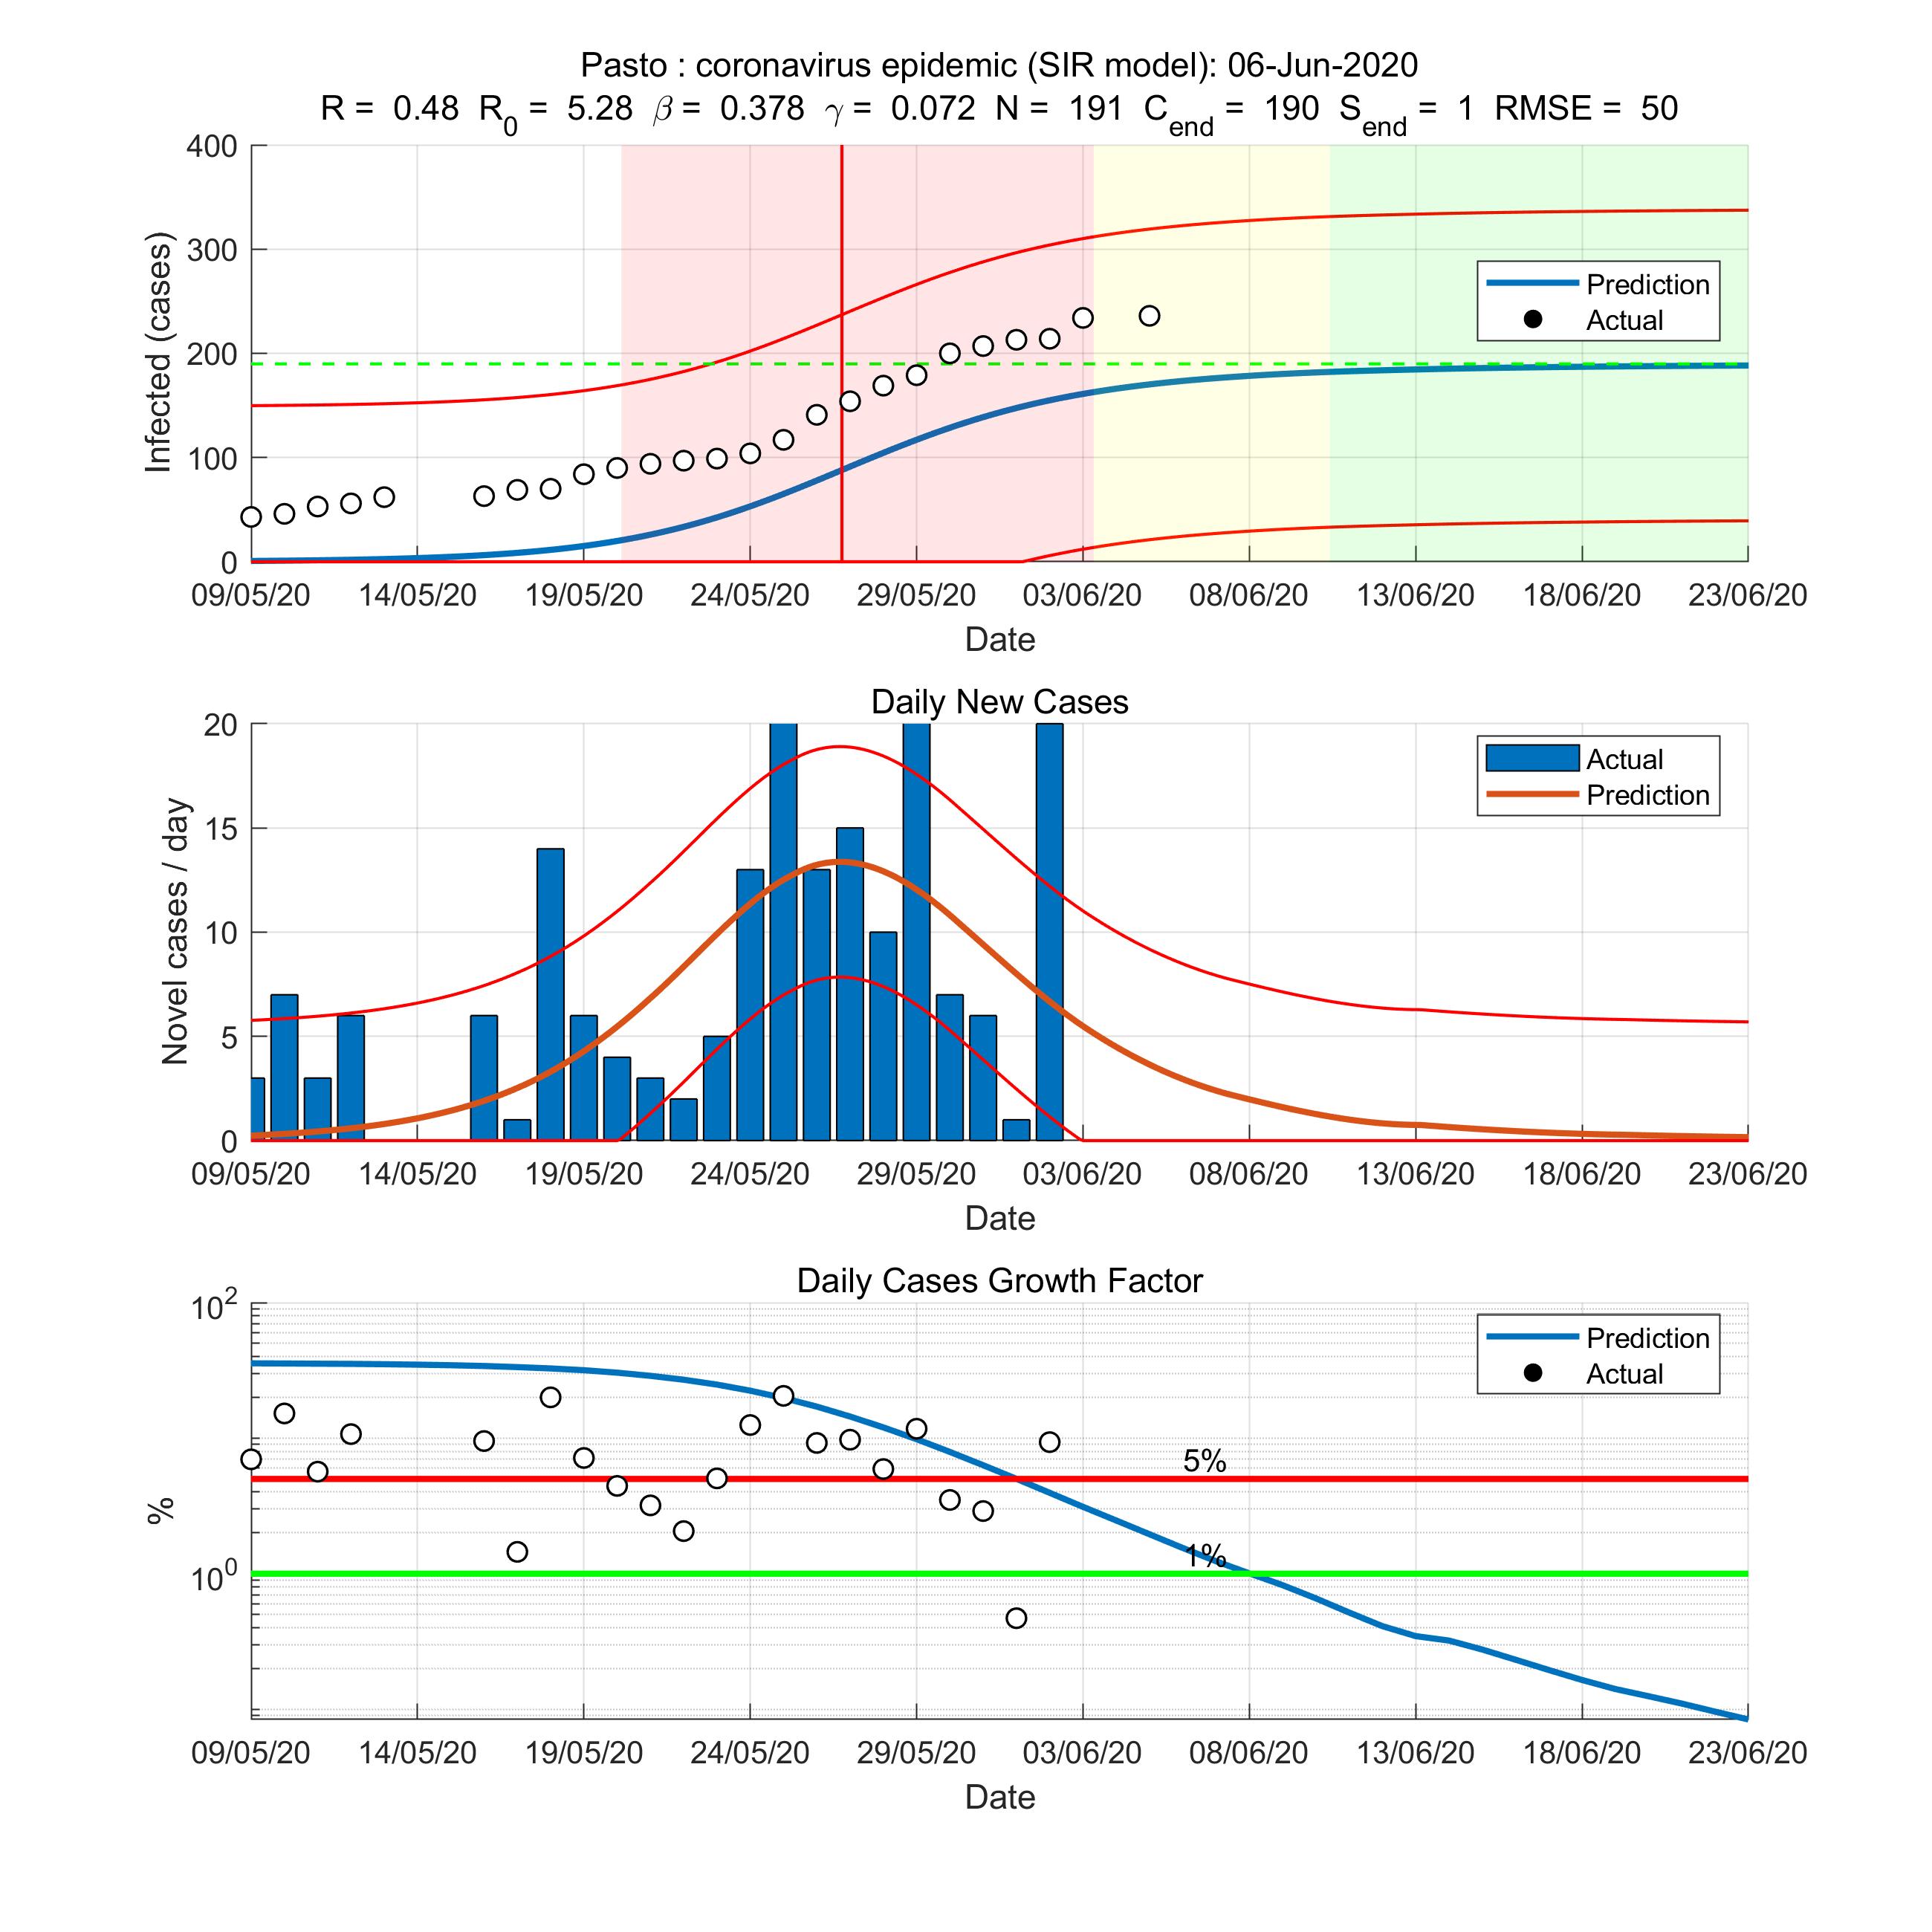 Pasto : coronavirus epidemic (SIR model): 06-Jun-2020
R = 0.48 R0 = 5.28 β = 0.378 γ = 0.072 N = 191 Cend = 190 Send = 1 RMSE = 50
400
300
200
100
0
Infected (cases)
Prediction
Actual
09/05/20 14/05/20 19/05/20 24/05/20 29/05/20 03/06/20 08/06/20 13/06/20 18/06/20 23/06/20
Date
Daily New Cases
20
15
10
5
0
Novel cases / day
Actual
Prediction
09/05/20 14/05/20 19/05/20 24/05/20 29/05/20 03/06/20 08/06/20 13/06/20 18/06/20 23/06/20
Date
Daily Cases Growth Factor
10^2
10^0
%
Prediction
Actual
5%
1%
09/05/20 14/05/20 19/05/20 24/05/20 29/05/20 03/06/20 08/06/20 13/06/20 18/06/20 23/06/20
Date